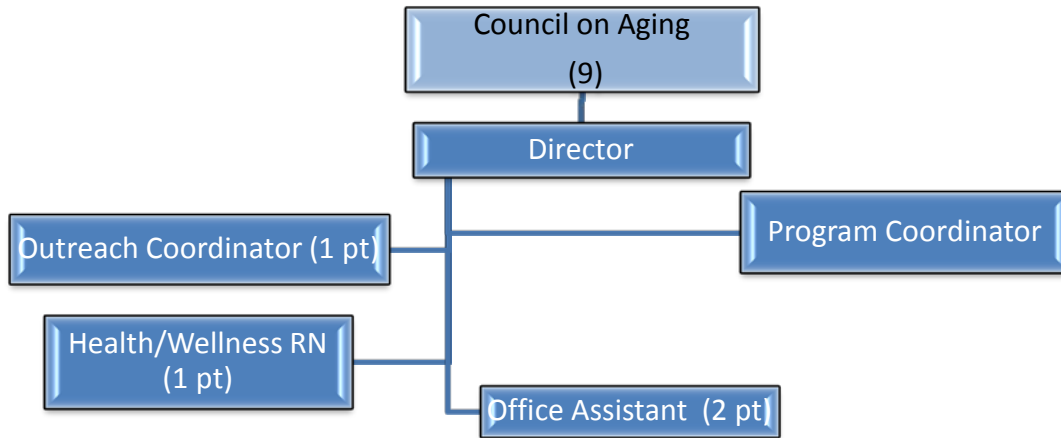 Council on Aging
(9)
Director
Outreach Coordinator (1 pt)
Program Coordinator
Health/Wellness RN
(1 pt)
Office Assistant (2 pt)